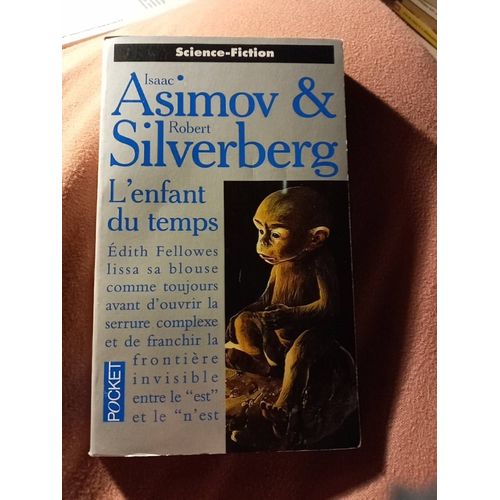 Science-Fiction
Isaac
Asimov &
Robert
Silverberg
L'enfant
du temps
Édith Fellowes
lissa sa blouse
comme toujours
avant d'ouvrir la
serrure complexe
et de franchir la
frontière
invisible
entre le "est"
et le "n'est
POCKET